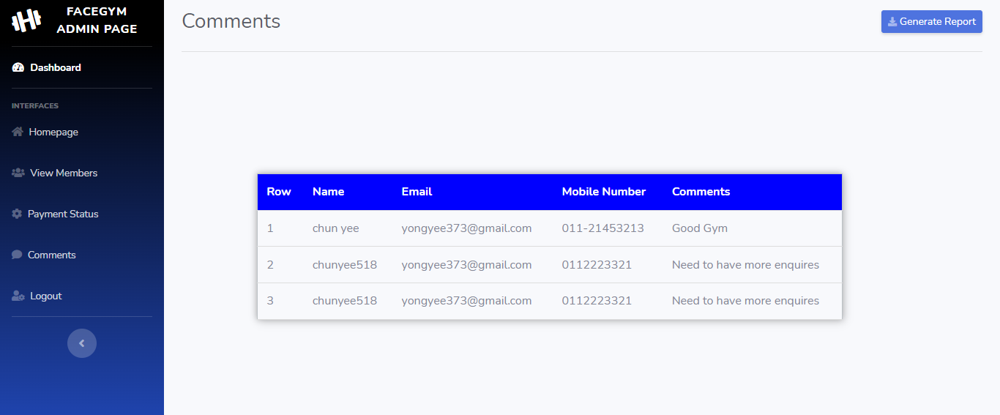 FACEGYM
ADMIN PAGE
Dashboard
INTERFACES
Homepage
View Members
Payment Status
Comments
Logout
Comments
Generate Report
Row Name Email Mobile Number Comments
1 chun yee yongyee373@gmail.com 011-21453213 Good Gym
2 chunyee518 yongyee373@gmail.com 0112223321 Need to have more enquires
3 chunyee518 yongyee373@gmail.com 0112223321 Need to have more enquires